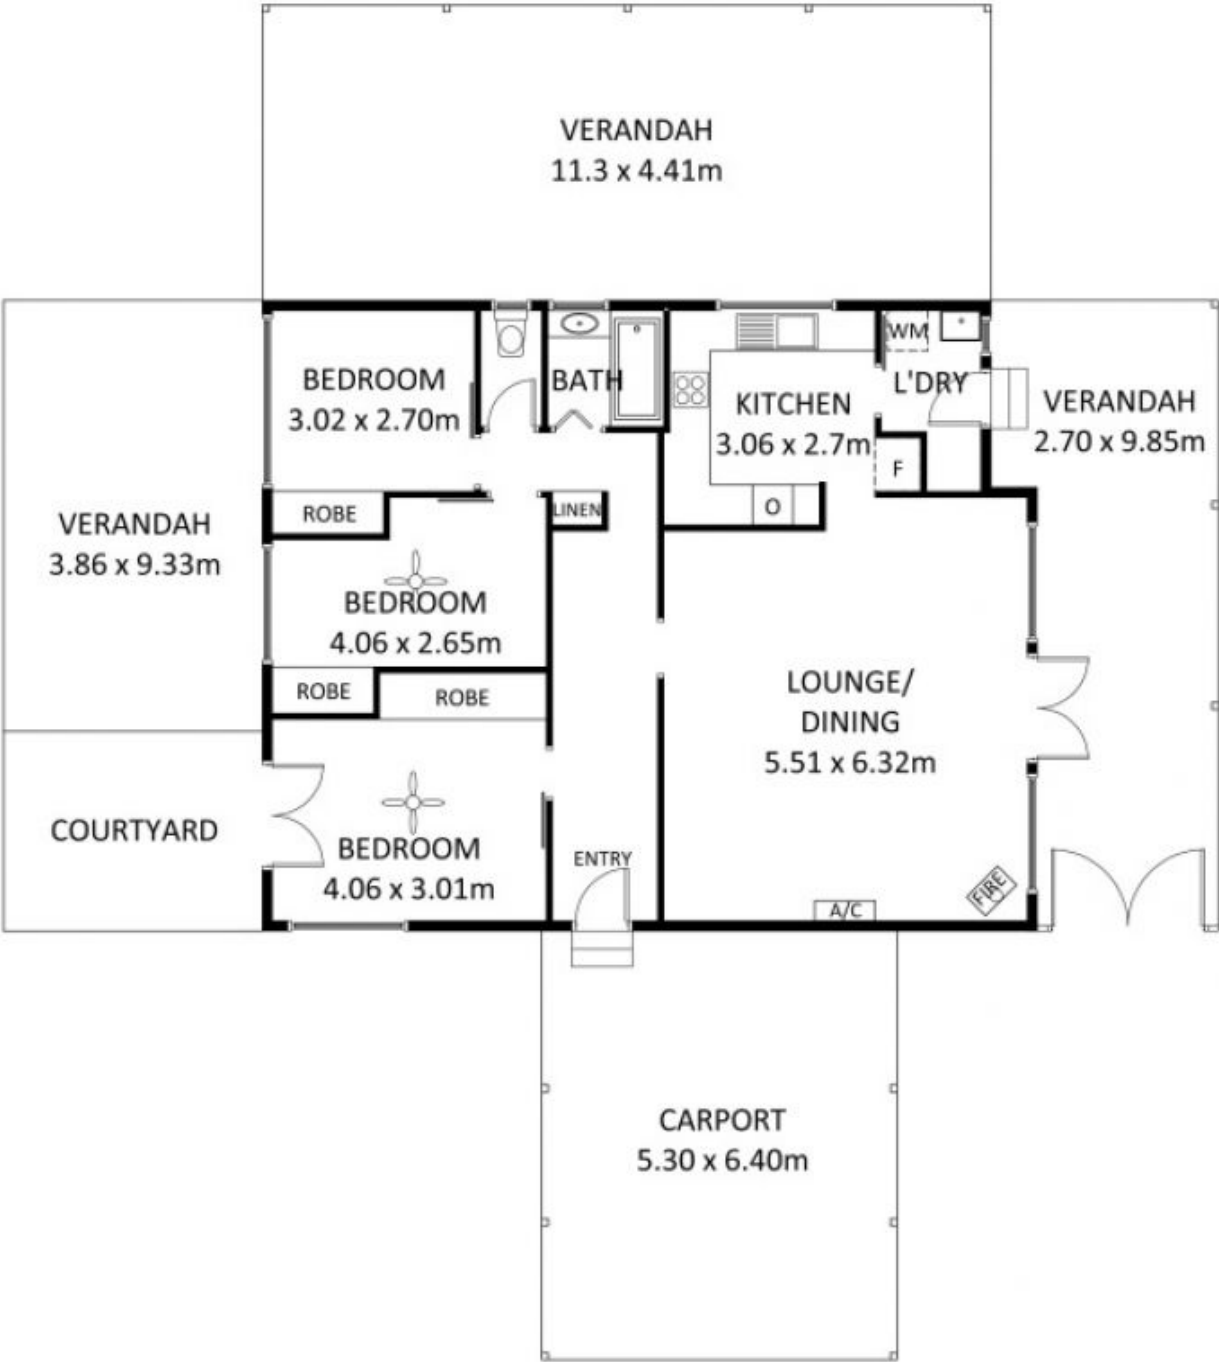 VERANDAH
11.3 x 4.41m
BEDROOM
3.02 x 2.70m
BATH
KITCHEN
3.06 x 2.7m
WM
L'DRY
F
O
VERANDAH
2.70 x 9.85m
VERANDAH
3.86 x 9.33m
ROBE
LINEN
BEDROOM
4.06 x 2.65m
ROBE
ROBE
LOUNGE/
DINING
5.51 x 6.32m
COURTYARD
BEDROOM
4.06 x 3.01m
ENTRY
A/C
FIRE
CARPORT
5.30 x 6.40m